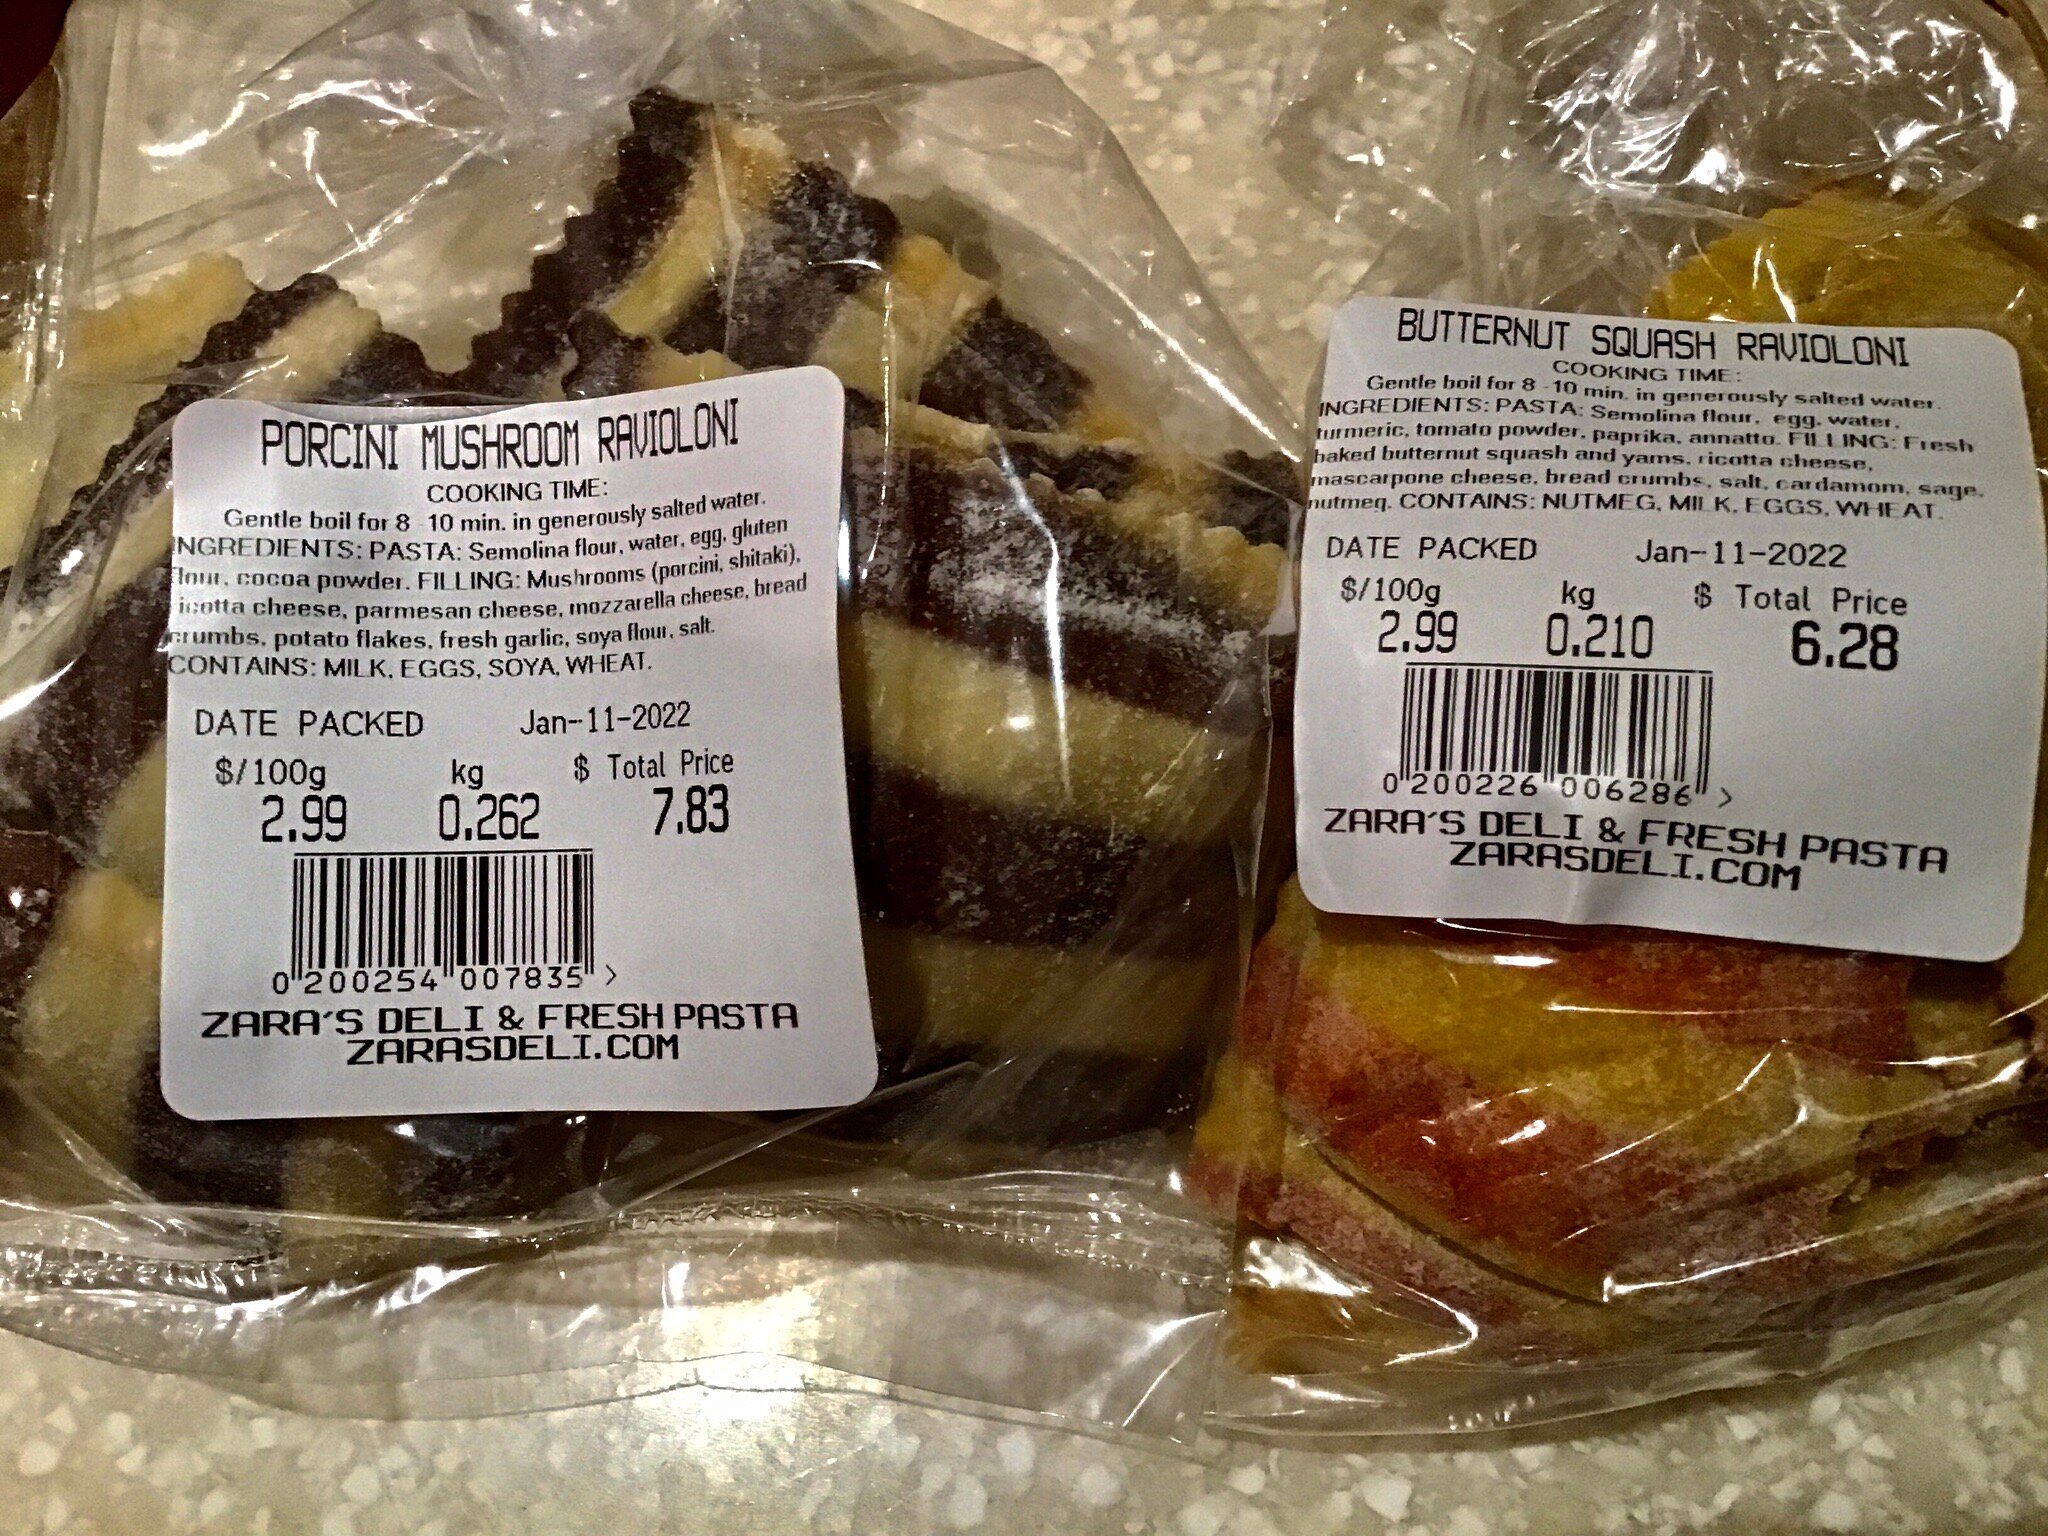 PORCINI MUSHROOM RAVIOLONI
COOKING TIME:
Gentle boil for 8 - 10 min. in generously salted water.
INGREDIENTS: PASTA: Semolina flour, water, egg, gluten
flour, cocoa powder. FILLING: Mushrooms (porcini, shitaki),
ricotta cheese, parmesan cheese, mozzarella cheese, bread
crumbs, potato flakes, fresh garlic, soya flour, salt.
CONTAINS: MILK, EGGS, SOYA, WHEAT.
DATE PACKED Jan-11-2022
$/100g kg $ Total Price
2.99 0.262 7.83
0 200254 007835 >
ZARA'S DELI & FRESH PASTA
ZARASDELI.COM
BUTTERNUT SQUASH RAVIOLONI
COOKING TIME:
Gentle boil for 8 - 10 min. in generously salted water.
INGREDIENTS: PASTA: Semolina flour, egg, water,
turmeric, tomato powder, paprika, annatto. FILLING: Fresh
baked butternut squash and yams, ricotta cheese,
mascarpone cheese, bread crumbs, salt, cardamom, sage,
nutmeg. CONTAINS: NUTMEG, MILK, EGGS, WHEAT.
DATE PACKED Jan-11-2022
$/100g kg $ Total Price
2.99 0.210 6.28
0 200226 006286 >
ZARA'S DELI & FRESH PASTA
ZARASDELI.COM